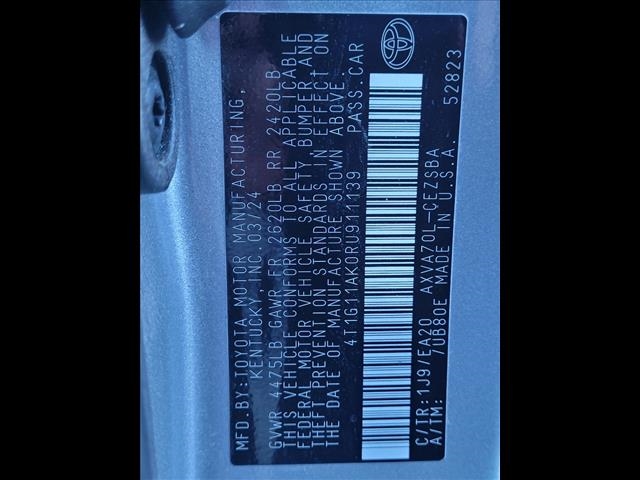 MFD.BY:TOYOTA MOTOR MANUFACTURING,
KENTUCKY, INC. 03/24
GVWR 4475LB GAWR FR 2620LB RR 2420LB
THIS VEHICLE CONFORMS TO ALL APPLICABLE
FEDERAL MOTOR VEHICLE SAFETY, BUMPER, AND
THEFT PREVENTION STANDARDS IN EFFECT ON
THE DATE OF MANUFACTURE SHOWN ABOVE.
4T1G11AK0RU911139 PASS.CAR
C/TR:1J9/EA20 AXVA70L-CEZSBA
A/TM: 7UB80E MADE IN U.S.A. 52823